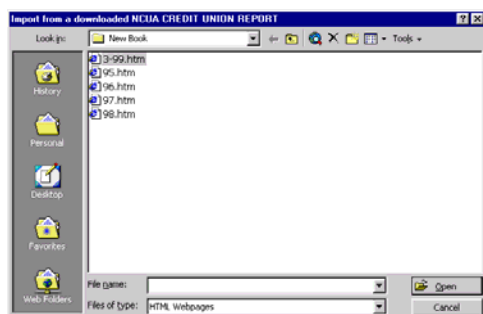 Import from a downloaded NCUA CREDIT UNION REPORT
Look in: New Book Tools
3-99.htm
95.htm
96.htm
97.htm
98.htm
History
Personal
Desktop
Favorites
Web Folders
File name: Open
Files of type: HTML Webpages Cancel